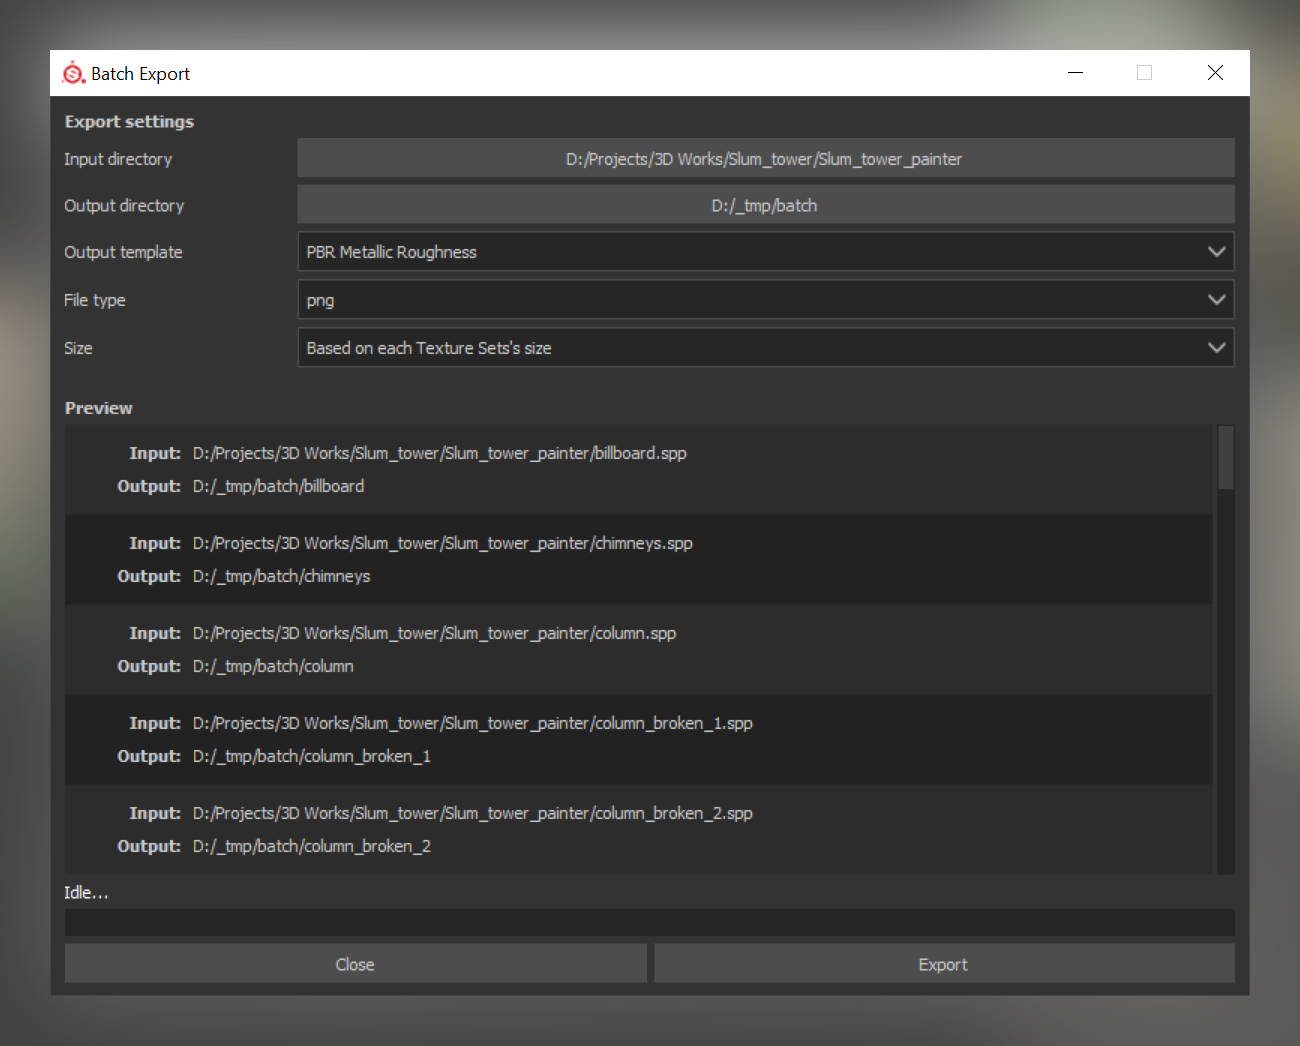 Batch Export
Export settings
Input directory D:/Projects/3D Works/Slum_tower/Slum_tower_painter
Output directory D:/_tmp/batch
Output template PBR Metallic Roughness
File type png
Size Based on each Texture Sets's size
Preview
Input: D:/Projects/3D Works/Slum_tower/Slum_tower_painter/billboard.spp
Output: D:/_tmp/batch/billboard
Input: D:/Projects/3D Works/Slum_tower/Slum_tower_painter/chimneys.spp
Output: D:/_tmp/batch/chimneys
Input: D:/Projects/3D Works/Slum_tower/Slum_tower_painter/column.spp
Output: D:/_tmp/batch/column
Input: D:/Projects/3D Works/Slum_tower/Slum_tower_painter/column_broken_1.spp
Output: D:/_tmp/batch/column_broken_1
Input: D:/Projects/3D Works/Slum_tower/Slum_tower_painter/column_broken_2.spp
Output: D:/_tmp/batch/column_broken_2
Idle...
Close Export